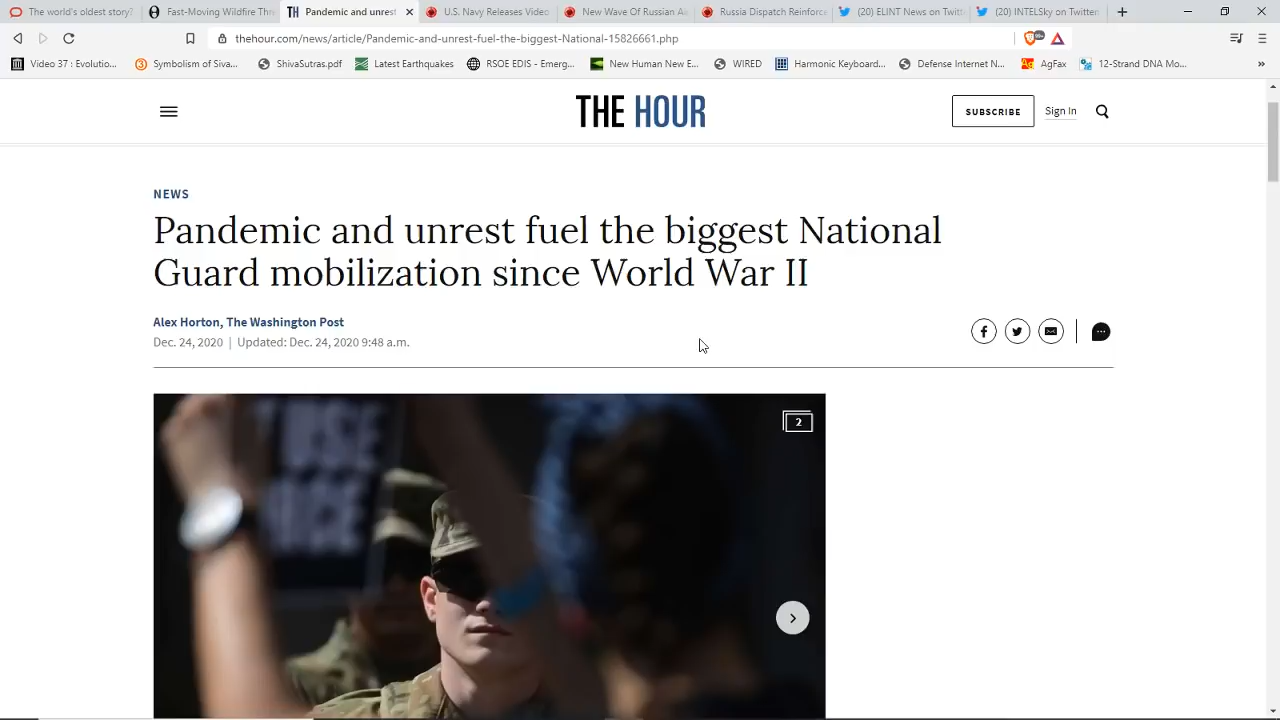 The world's oldest story?
Fast-Moving Wildfire Thr
Pandemic and unrest
U.S. Navy Releases Video
New Wave Of Russian Ai
Russia Dispatch Reinforce
(20) ELINT News on Twitt
(20) INTELSky on Twitter
thehour.com/news/article/Pandemic-and-unrest-fuel-the-biggest-National-15826661.php
99+
Video 37 : Evolutio...
Symbolism of Siva...
ShivaSutras.pdf
Latest Earthquakes
RSOE EDIS - Emerg...
New Human New E...
WIRED
Harmonic Keyboard...
Defense Internet N...
AgFax
12-Strand DNA Mo...
THE HOUR
SUBSCRIBE
Sign In
NEWS
Pandemic and unrest fuel the biggest National
Guard mobilization since World War II
Alex Horton, The Washington Post
Dec. 24, 2020 | Updated: Dec. 24, 2020 9:48 a.m.
2